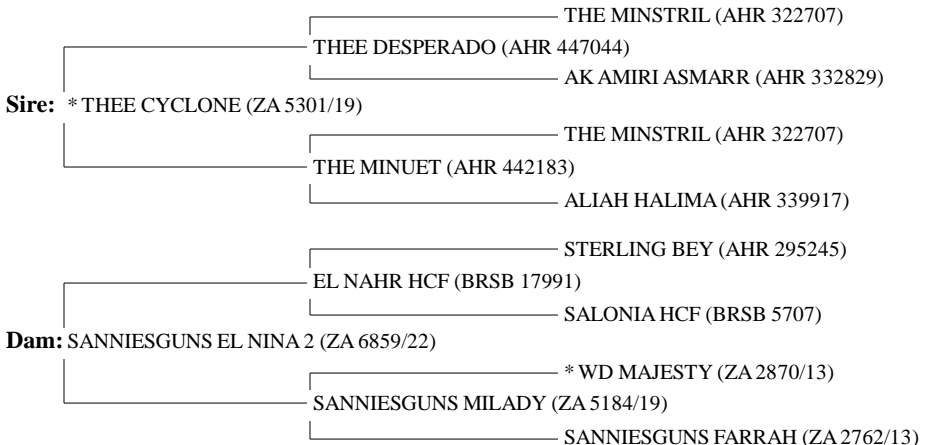 THE MINSTRIL (AHR 322707)
THEE DESPERADO (AHR 447044)
AK AMIRI ASMARR (AHR 332829)
Sire: * THEE CYCLONE (ZA 5301/19)
THE MINSTRIL (AHR 322707)
THE MINUET (AHR 442183)
ALIAH HALIMA (AHR 339917)
STERLING BEY (AHR 295245)
EL NAHR HCF (BRSB 17991)
SALONIA HCF (BRSB 5707)
Dam: SANNIESGUNS EL NINA 2 (ZA 6859/22)
* WD MAJESTY (ZA 2870/13)
SANNIESGUNS MILADY (ZA 5184/19)
SANNIESGUNS FARRAH (ZA 2762/13)